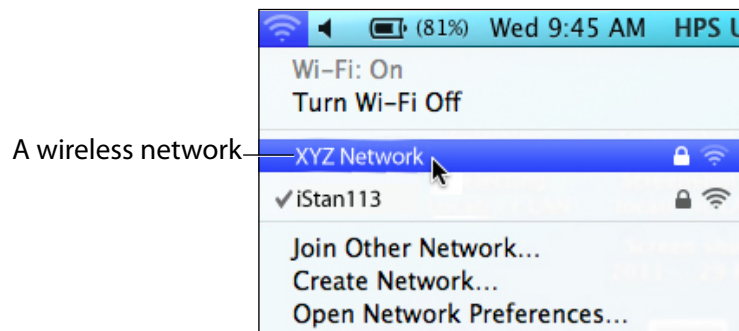 (81%) Wed 9:45 AM HPS
Wi-Fi: On
Turn Wi-Fi Off
A wireless network
XYZ Network
iStan113
Join Other Network...
Create Network...
Open Network Preferences...